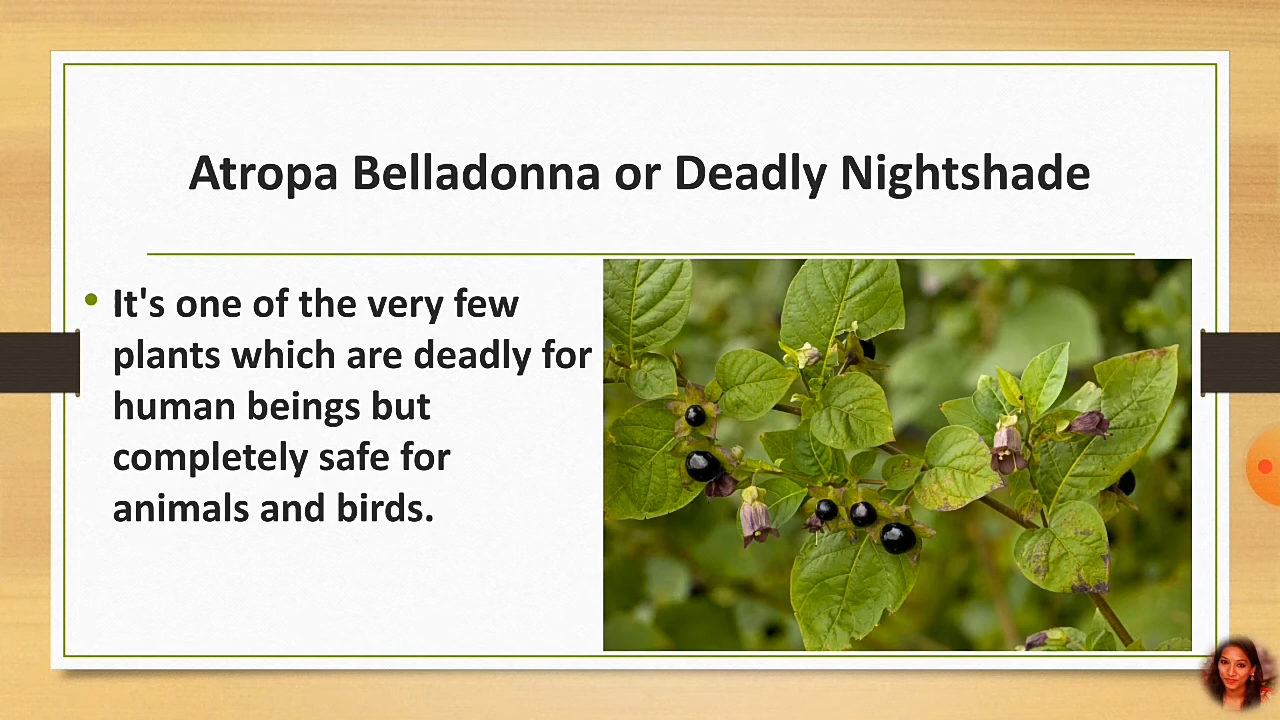 Atropa Belladonna or Deadly Nightshade
• It's one of the very few
plants which are deadly for
human beings but
completely safe for
animals and birds.